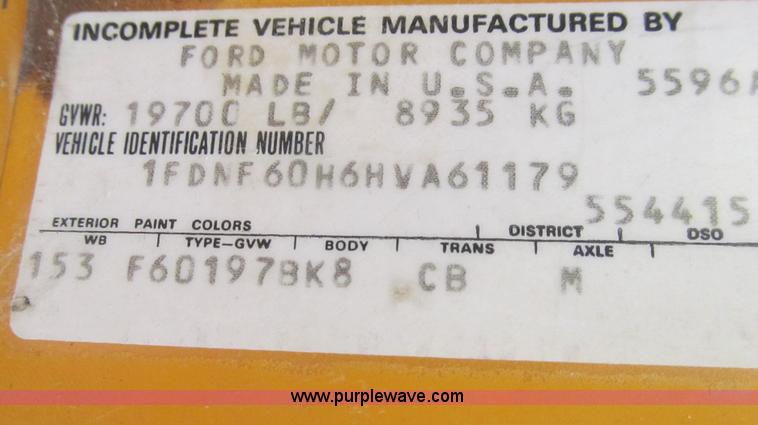 INCOMPLETE VEHICLE MANUFACTURED BY
FORD MOTOR COMPANY
MADE IN U.S.A. 5596
GVWR: 19700 LB/ 8935 KG
VEHICLE IDENTIFICATION NUMBER
1FDNF60H6HVA61179
554415
EXTERIOR PAINT COLORS DISTRICT DSO
WB TYPE-GVW BODY TRANS AXLE
153 F60197BK8 CB M
www.purplewave.com